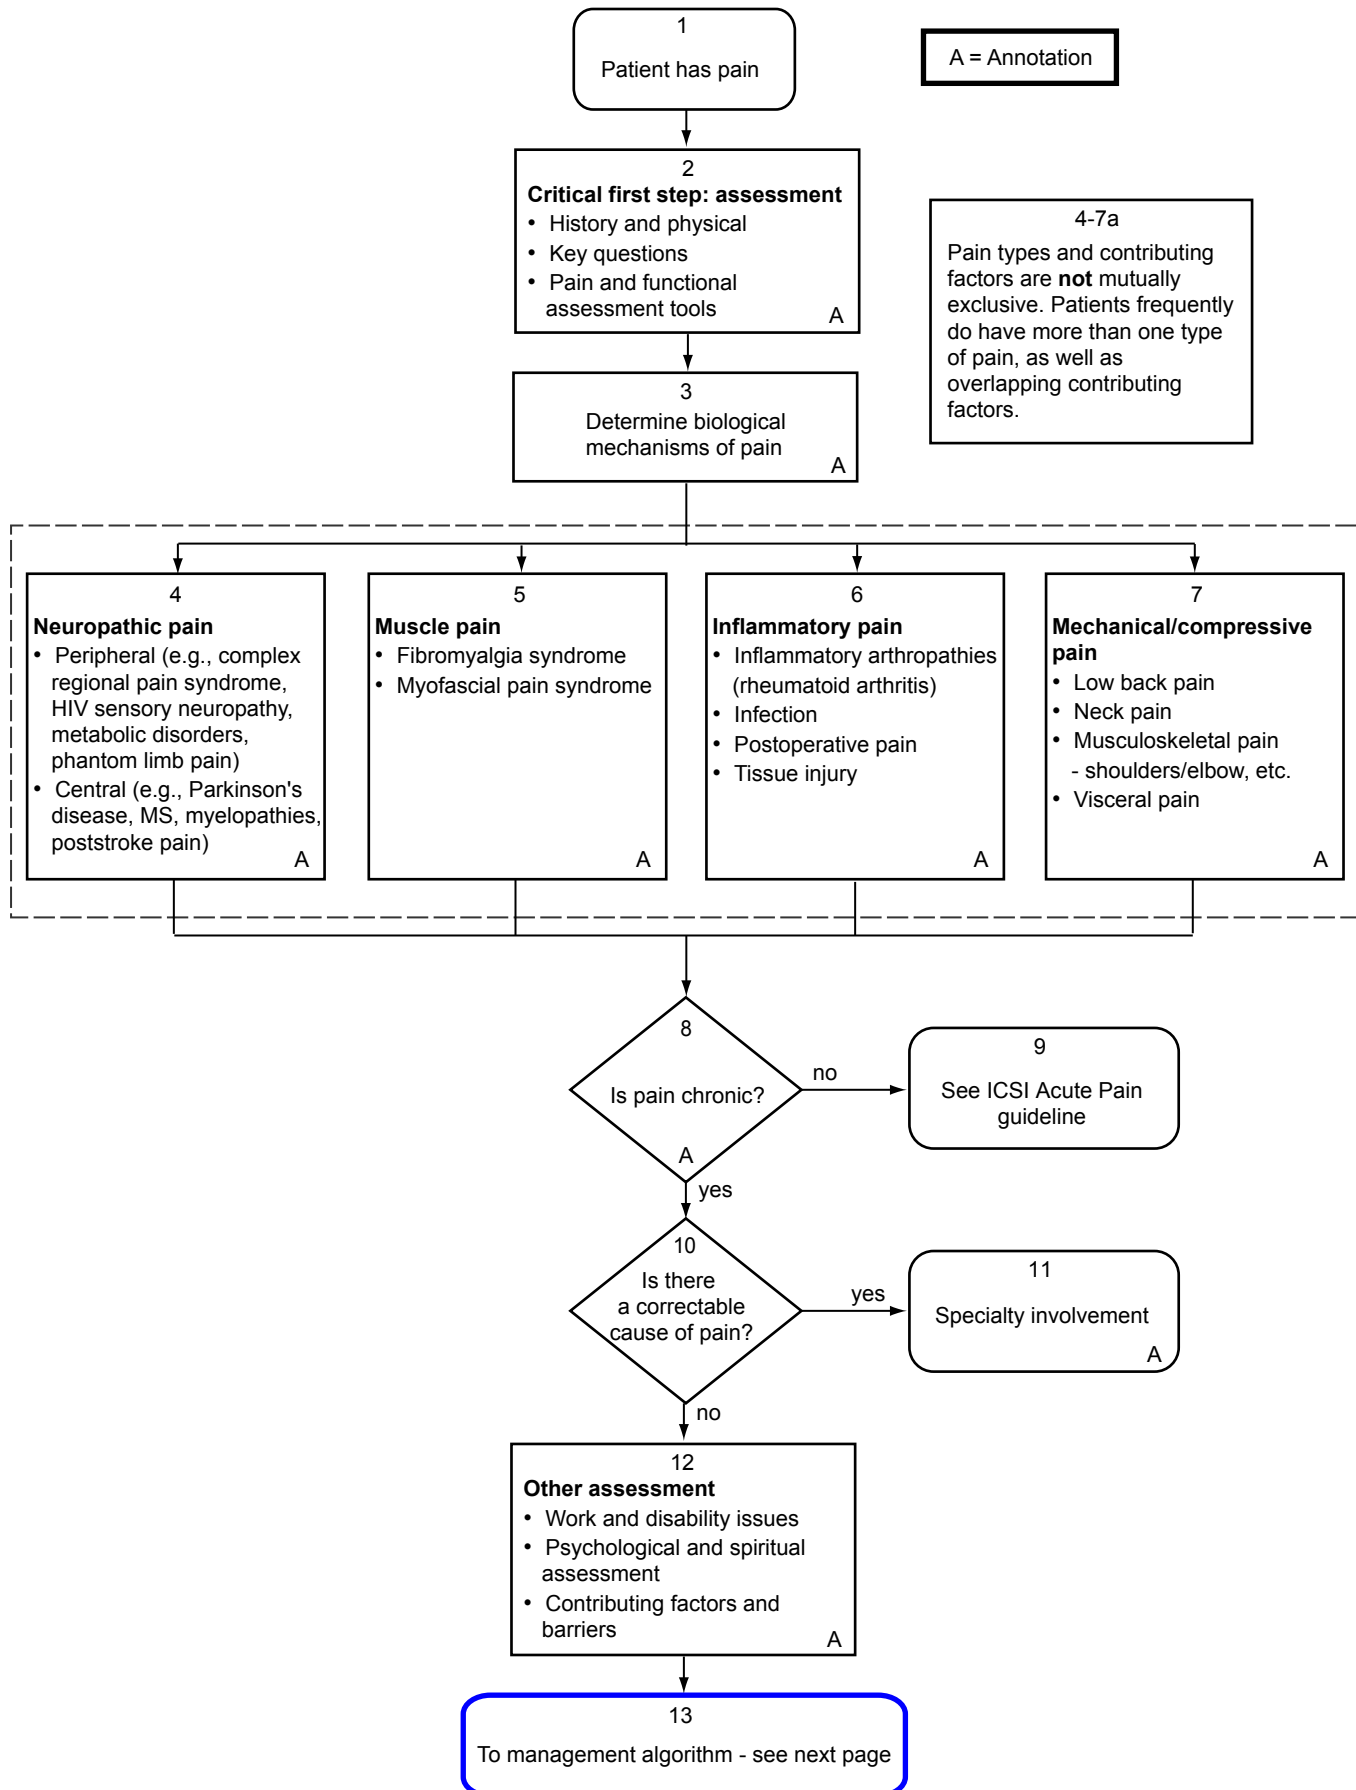 1
Patient has pain
A = Annotation
2
Critical first step: assessment
• History and physical
• Key questions
• Pain and functional
assessment tools
A
4-7a
Pain types and contributing
factors are not mutually
exclusive. Patients frequently
do have more than one type
of pain, as well as
overlapping contributing
factors.
3
Determine biological
mechanisms of pain
A
4
Neuropathic pain
• Peripheral (e.g., complex
regional pain syndrome,
HIV sensory neuropathy,
metabolic disorders,
phantom limb pain)
• Central (e.g., Parkinson's
disease, MS, myelopathies,
poststroke pain)
A
5
Muscle pain
• Fibromyalgia syndrome
• Myofascial pain syndrome
A
6
Inflammatory pain
• Inflammatory arthropathies
(rheumatoid arthritis)
• Infection
• Postoperative pain
• Tissue injury
A
7
Mechanical/compressive
pain
• Low back pain
• Neck pain
• Musculoskeletal pain
- shoulders/elbow, etc.
• Visceral pain
A
8
Is pain chronic?
A
no
9
See ICSI Acute Pain
guideline
yes
10
Is there
a correctable
cause of pain?
yes
11
Specialty involvement
A
no
12
Other assessment
• Work and disability issues
• Psychological and spiritual
assessment
• Contributing factors and
barriers
A
13
To management algorithm - see next page